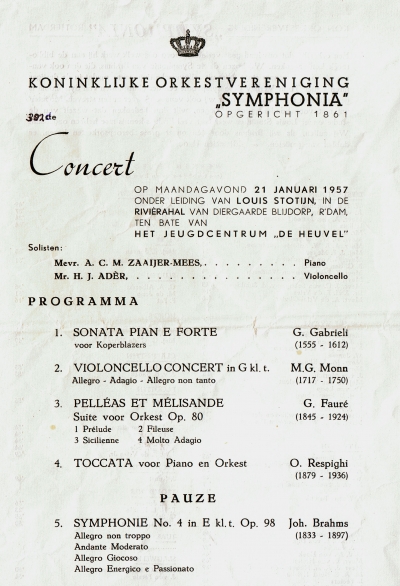 KONINKLIJKE ORKESTVERENIGING
„SYMPHONIA”
OPGERICHT 1861
302de
Concert
OP MAANDAGAVOND 21 JANUARI 1957
ONDER LEIDING VAN LOUIS STOTIJN, IN DE
RIVIÈRAHAL VAN DIERGAARDE BLIJDORP, R'DAM,
TEN BATE VAN
HET JEUGDCENTRUM „DE HEUVEL”
Solisten:
Mevr. A. C. M. ZAAIJER-MEES, . . . . . . . . . Piano
Mr. H. J. ADÈR, . . . . . . . . . . . . . . . Violoncello
PROGRAMMA
1. SONATA PIAN E FORTE G. Gabrieli
voor Koperblazers (1555 - 1612)
2. VIOLONCELLO CONCERT in G kl. t. M.G. Monn
Allegro - Adagio - Allegro non tanto (1717 - 1750)
3. PELLÉAS ET MÉLISANDE G. Fauré
Suite voor Orkest Op. 80 (1845 - 1924)
1 Prélude 2 Fileuse
3 Sicilienne 4 Molto Adagio
4. TOCCATA voor Piano en Orkest O. Respighi
(1879 - 1936)
PAUZE
5. SYMPHONIE No. 4 in E kl. t. Op. 98 Joh. Brahms
Allegro non troppo (1833 - 1897)
Andante Moderato
Allegro Giocoso
Allegro Energico e Passionato